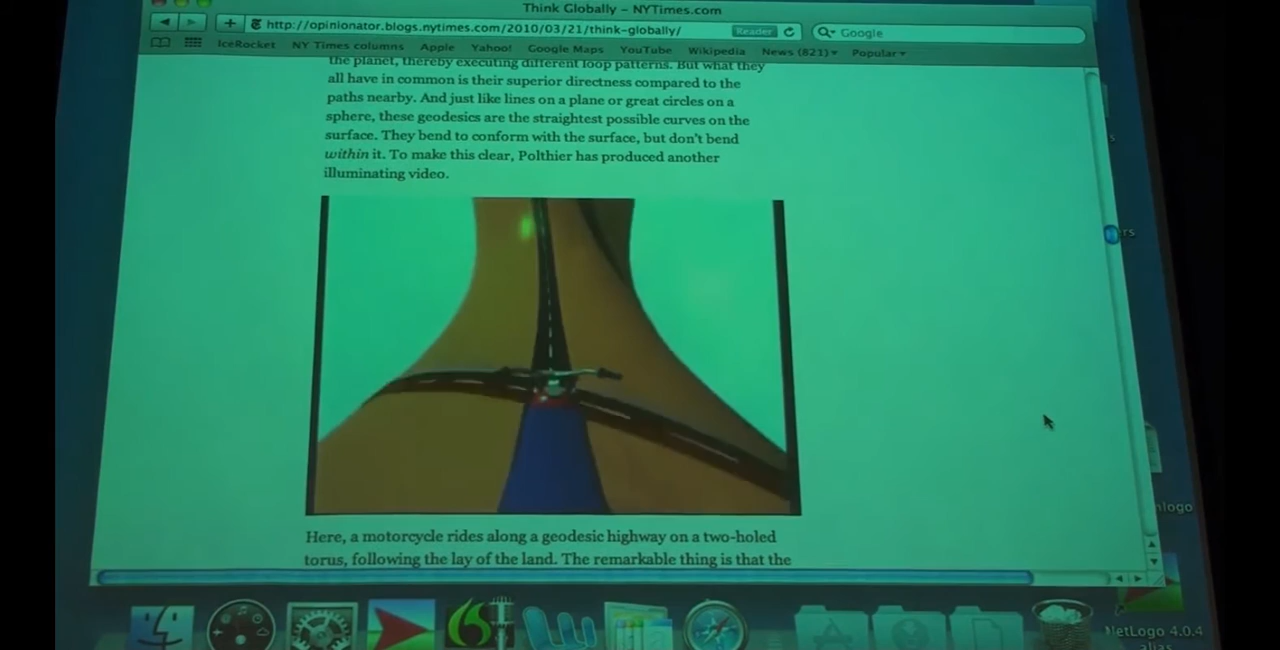 Think Globally – NYTimes.com
http://opinionator.blogs.nytimes.com/2010/03/21/think-globally/
Reader
Google
IceRocket NY Times columns Apple Yahoo! Google Maps YouTube Wikipedia News (821) Popular
the planet, thereby executing different loop patterns. But what they
all have in common is their superior directness compared to the
paths nearby. And just like lines on a plane or great circles on a
sphere, these geodesics are the straightest possible curves on the
surface. They bend to conform with the surface, but don't bend
within it. To make this clear, Polthier has produced another
illuminating video.
Here, a motorcycle rides along a geodesic highway on a two-holed
torus, following the lay of the land. The remarkable thing is that the
NetLogo 4.0.4
alias